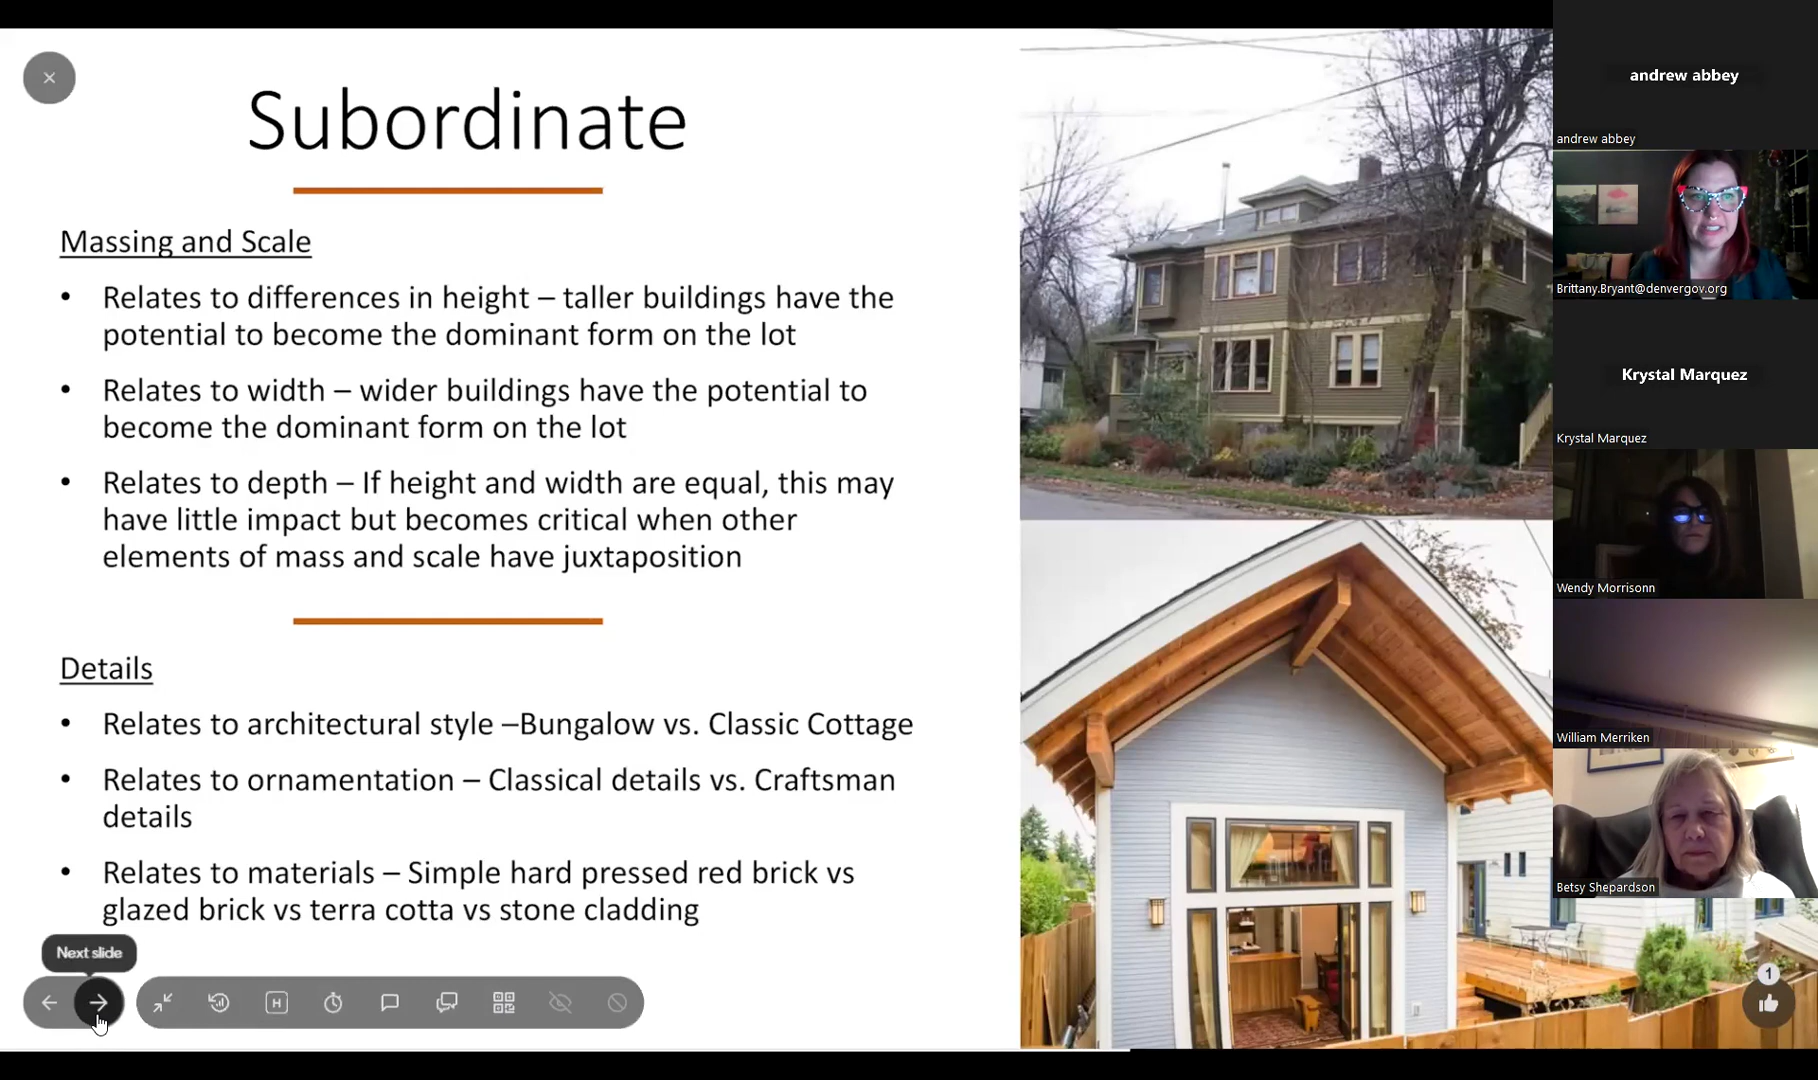 Subordinate
Massing and Scale
• Relates to differences in height – taller buildings have the
potential to become the dominant form on the lot
• Relates to width – wider buildings have the potential to
become the dominant form on the lot
• Relates to depth – If height and width are equal, this may
have little impact but becomes critical when other
elements of mass and scale have juxtaposition
Details
• Relates to architectural style –Bungalow vs. Classic Cottage
• Relates to ornamentation – Classical details vs. Craftsman
details
• Relates to materials – Simple hard pressed red brick vs
glazed brick vs terra cotta vs stone cladding
Next slide
H
andrew abbey
andrew abbey
Brittany.Bryant@denvergov.org
Krystal Marquez
Krystal Marquez
Wendy Morrisonn
William Merriken
Betsy Shepardson
1